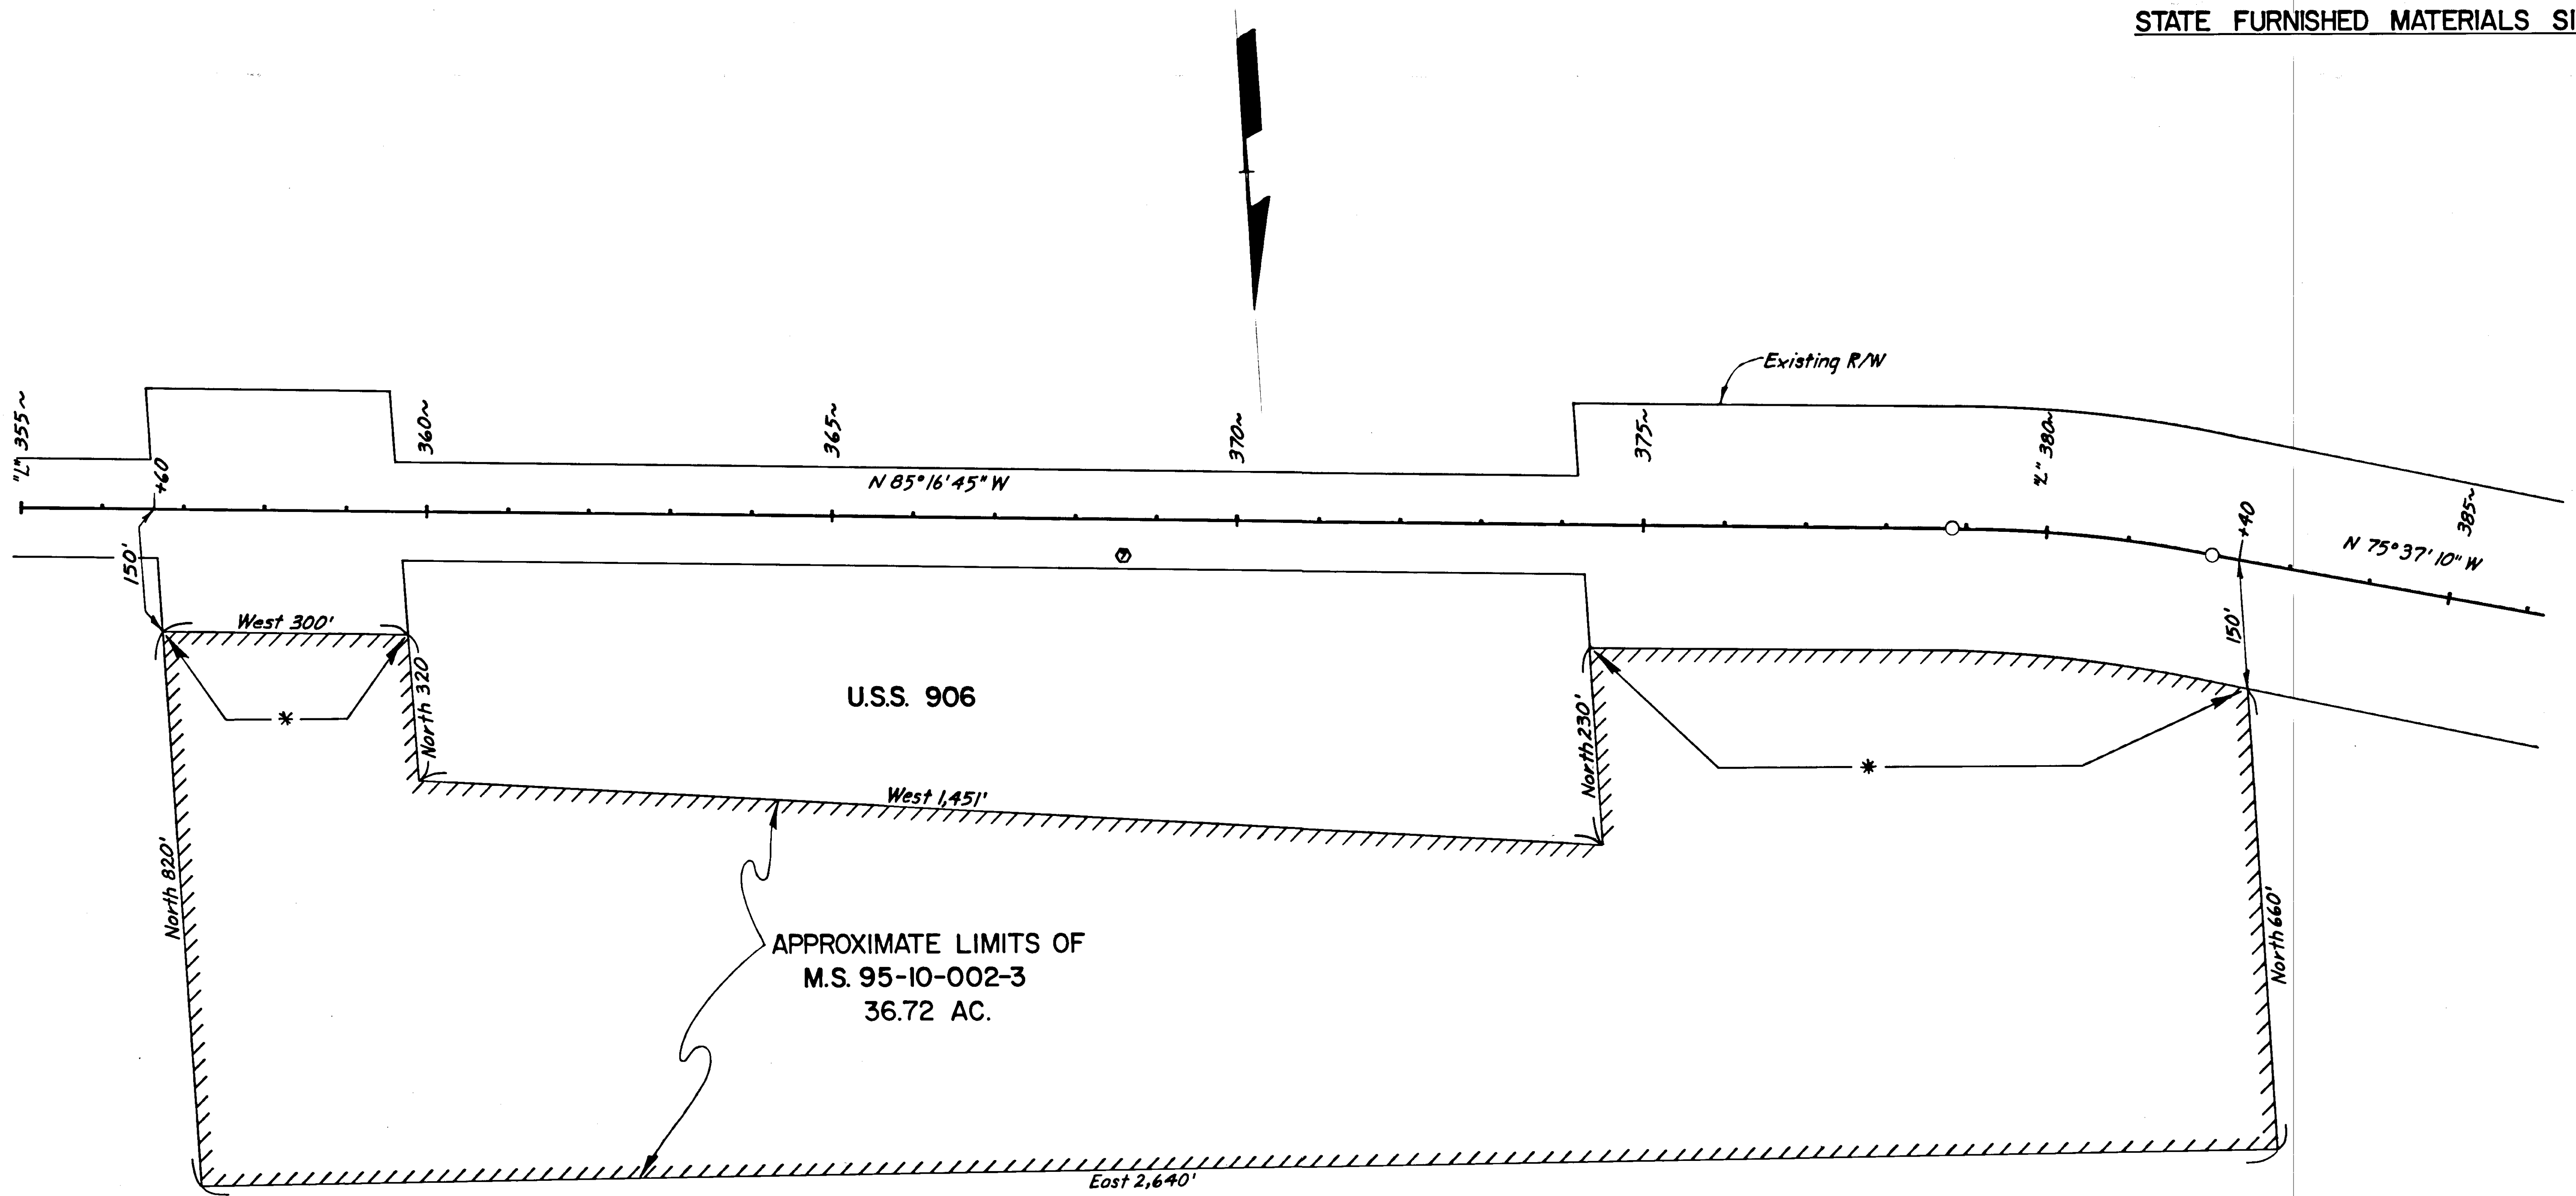 STATE FURNISHED MATERIALS SI
Existing R/W
"L" 355~
+60
360~
365~
370~
375~
"L" 380~
385~
+40
N 85°16'45" W
N 75°37'10" W
150'
150'
West 300'
*
North 320
U.S.S. 906
North 230'
*
West 1,451'
North 820'
North 660'
APPROXIMATE LIMITS OF
M.S. 95-10-002-3
36.72 AC.
East 2,640'